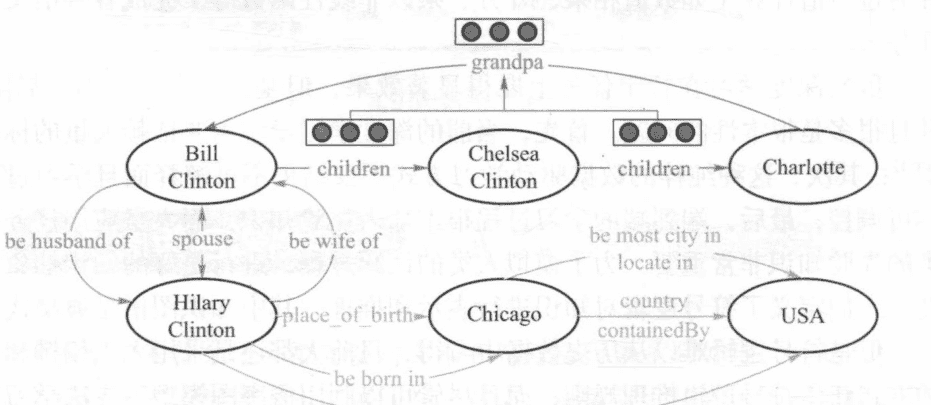 grandpa
Bill
Clinton
children
Chelsea
Clinton
children
Charlotte
be husband of
spouse
be wife of
be most city in
locate in
Hilary
Clinton
place_of_birth
Chicago
country
containedBy
USA
be born in